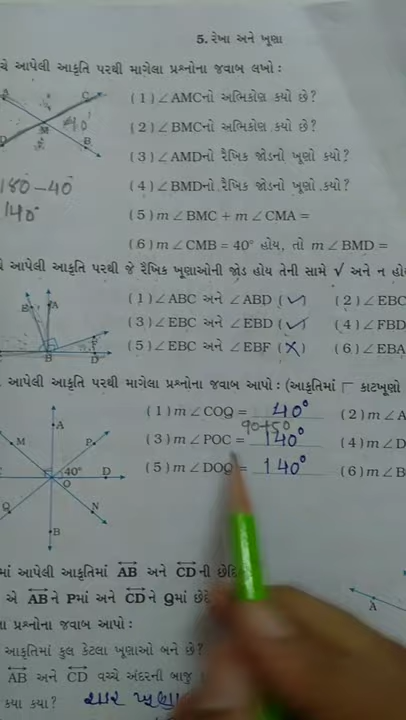 5. રેખા અને ખૂણા
ચે આપેલી આકૃતિ પરથી માગેલા પ્રશ્નોના જવાબ લખો :
(1) ∠AMCનો અભિકોણ કયો છે?
(2) ∠BMCનો અભિકોણ કયો છે?
(3) ∠AMDનો રૈખિક જોડનો ખૂણો કયો?
(4) ∠BMDનો રૈખિક જોડનો ખૂણો કયો?
(5) m∠BMC + m∠CMA =
(6) m∠CMB = 40° હોય, તો m∠BMD =
A C M B 40°
180 - 40
140°
ચે આપેલી આકૃતિ પરથી જે રૈખિક ખૂણાઓની જોડ હોય તેની સામે √ અને ન હો
(1) ∠ABC અને ∠ABD (✓) (2) ∠EBC
(3) ∠EBC અને ∠EBD (✓) (4) ∠FBD
(5) ∠EBC અને ∠EBF (X) (6) ∠EBA
E A F B D
. આપેલી આકૃતિ પરથી માગેલા પ્રશ્નોના જવાબ આપો : (આકૃતિમાં ⌐ કાટખૂણો
(1) m∠COQ = 40° (2) m∠A
90+50
(3) m∠POC = 140° (4) m∠D
(5) m∠DOQ = 140° (6) m∠B
A M P 40° D O Q N B
માં આપેલી આકૃતિમાં AB અને CDની છેદિ
એ ABને Pમાં અને CDને Qમાં છેદે
ના પ્રશ્નોના જવાબ આપો :
આકૃતિમાં કુલ કેટલા ખૂણાઓ બને છે?
AB અને CD વચ્ચે અંદરની બાજુ
કયા કયા? ચાર ખૂણા
A